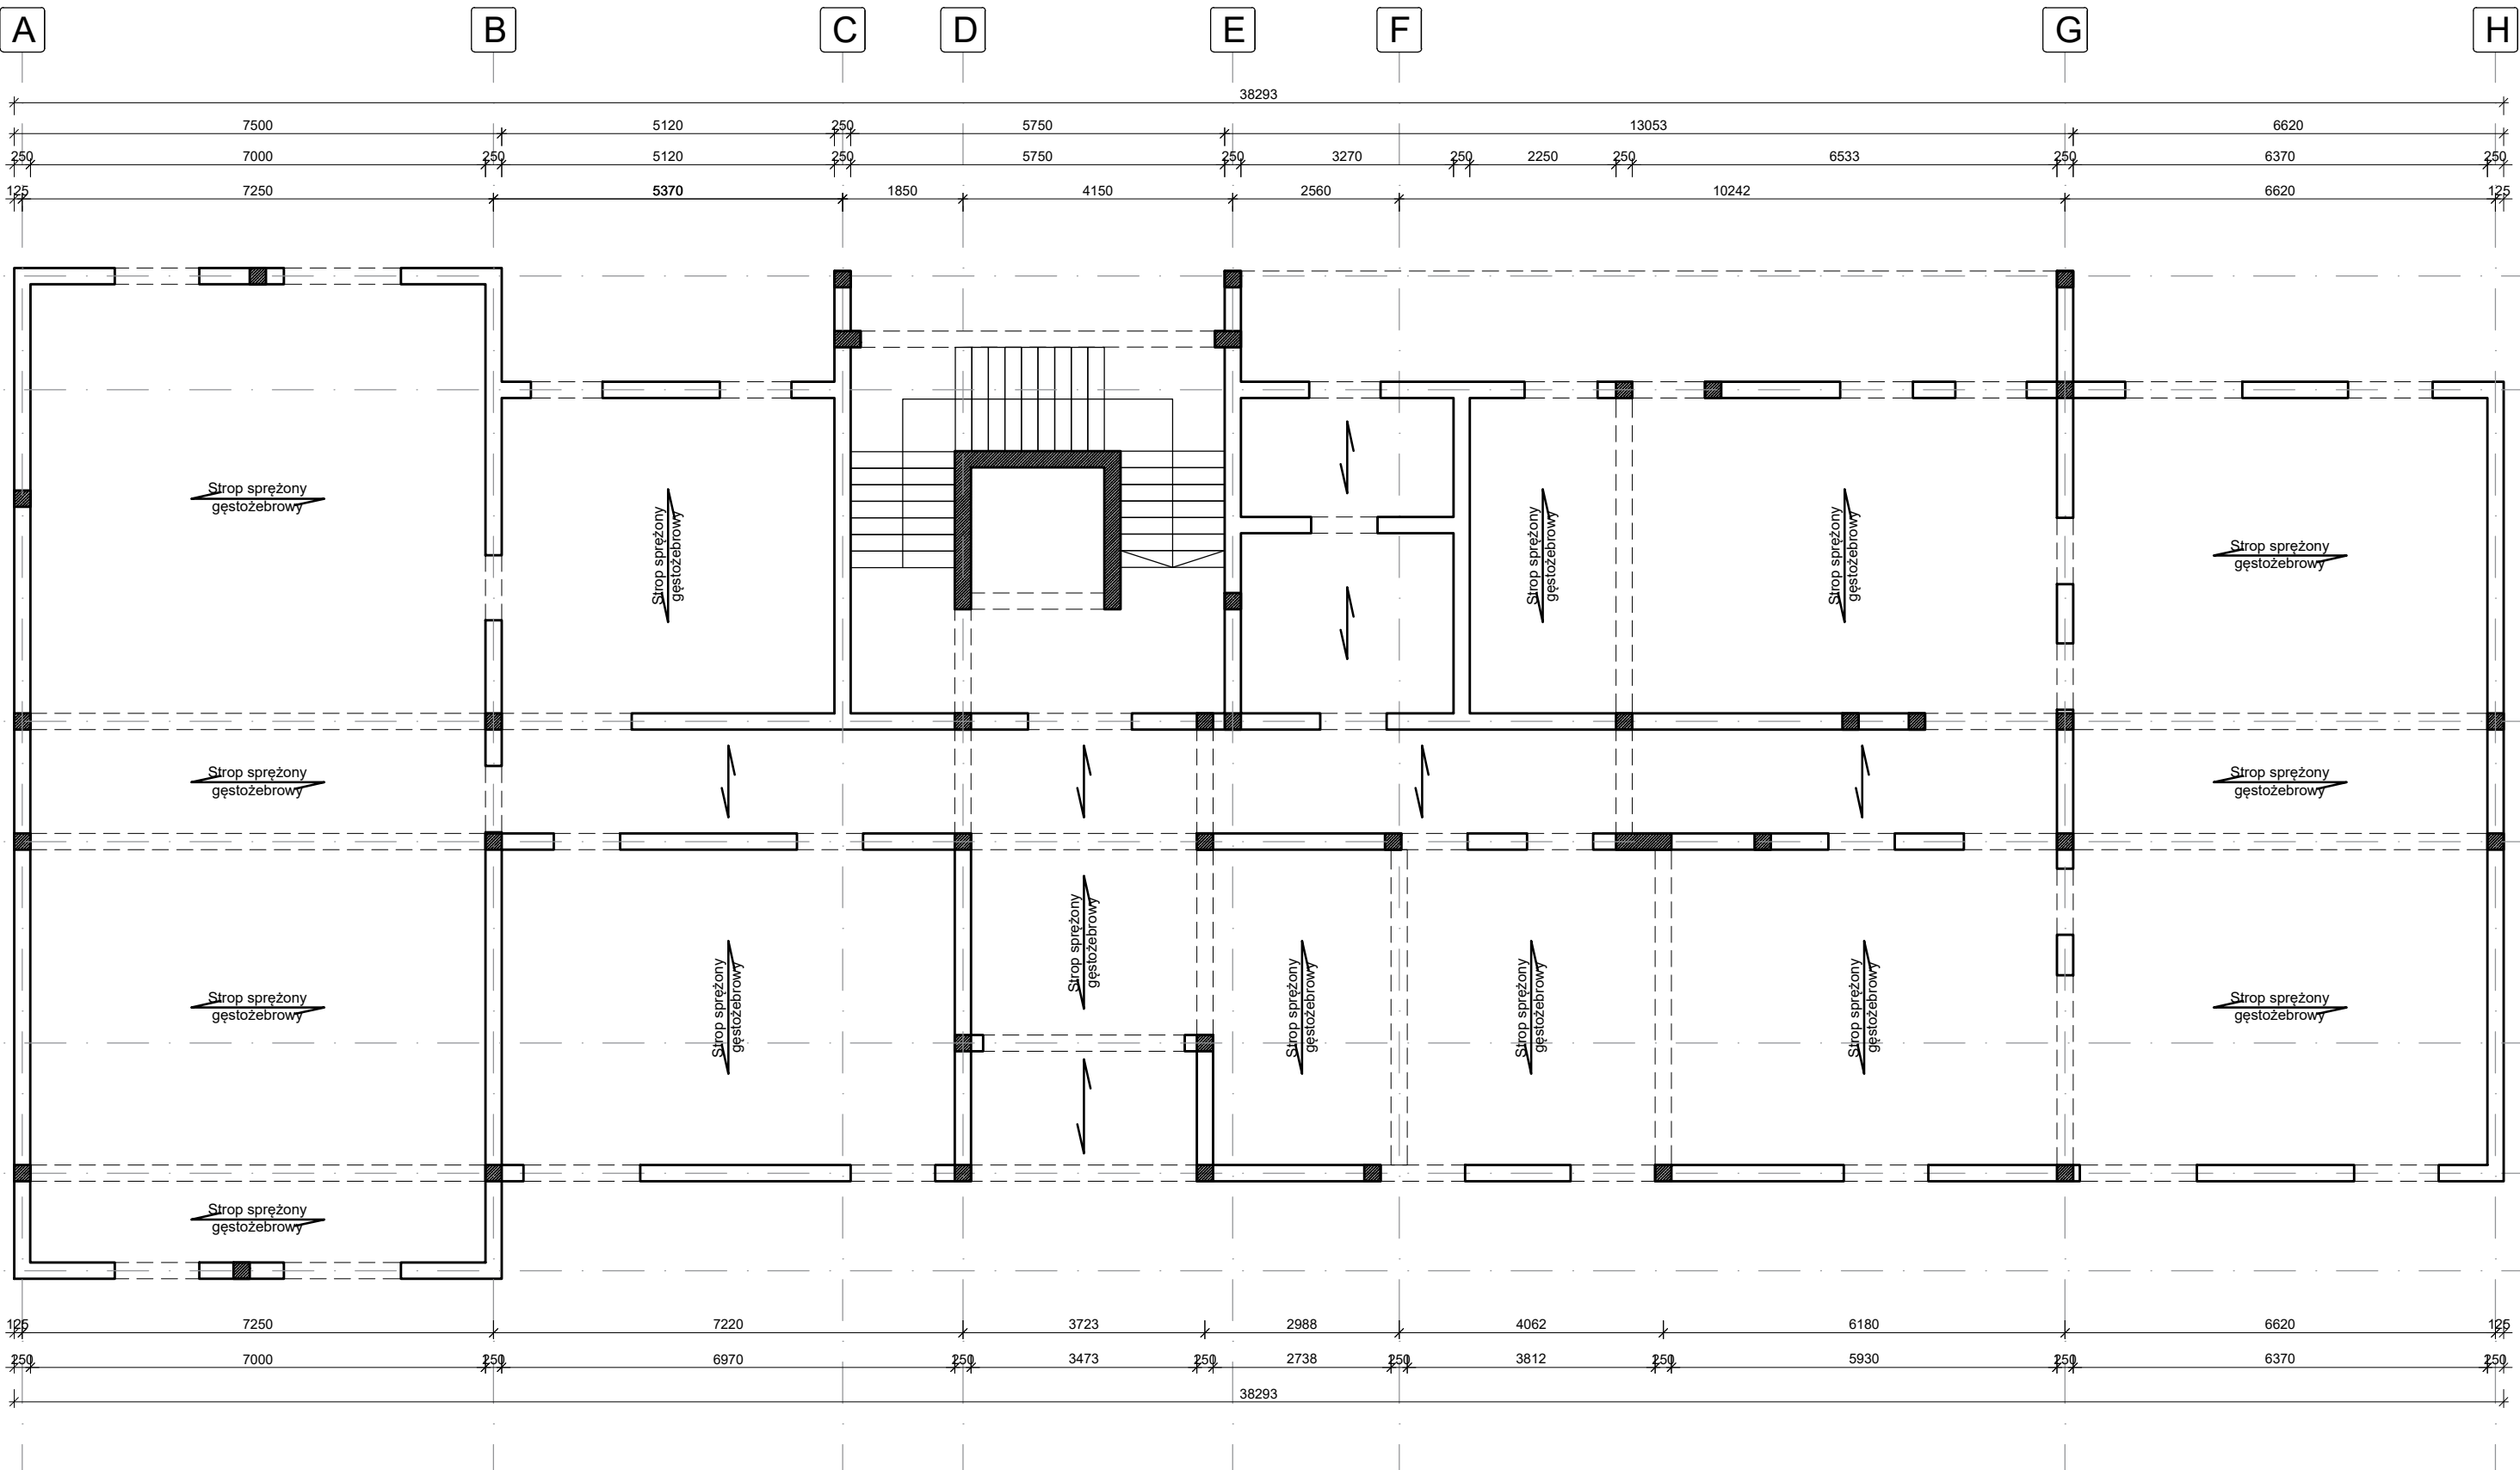 A B C D E F G H
38293
7500 5120 250 5750 13053 6620
250 7000 250 5120 250 5750 250 3270 250 2250 250 6533 250 6370 250
125 7250 5370 1850 4150 2560 10242 6620 125
Strop sprężony
gęstożebrowy
Strop sprężony
gęstożebrowy
Strop sprężony
gęstożebrowy
Strop sprężony
gęstożebrowy
Strop sprężony
gęstożebrowy
Strop sprężony
gęstożebrowy
Strop sprężony
gęstożebrowy
Strop sprężony
gęstożebrowy
Strop sprężony
gęstożebrowy
Strop sprężony
gęstożebrowy
Strop sprężony
gęstożebrowy
Strop sprężony
gęstożebrowy
Strop sprężony
gęstożebrowy
Strop sprężony
gęstożebrowy
Strop sprężony
gęstożebrowy
Strop sprężony
gęstożebrowy
125 7250 7220 3723 2988 4062 6180 6620 125
250 7000 250 6970 250 3473 250 2738 250 3812 250 5930 250 6370 250
38293